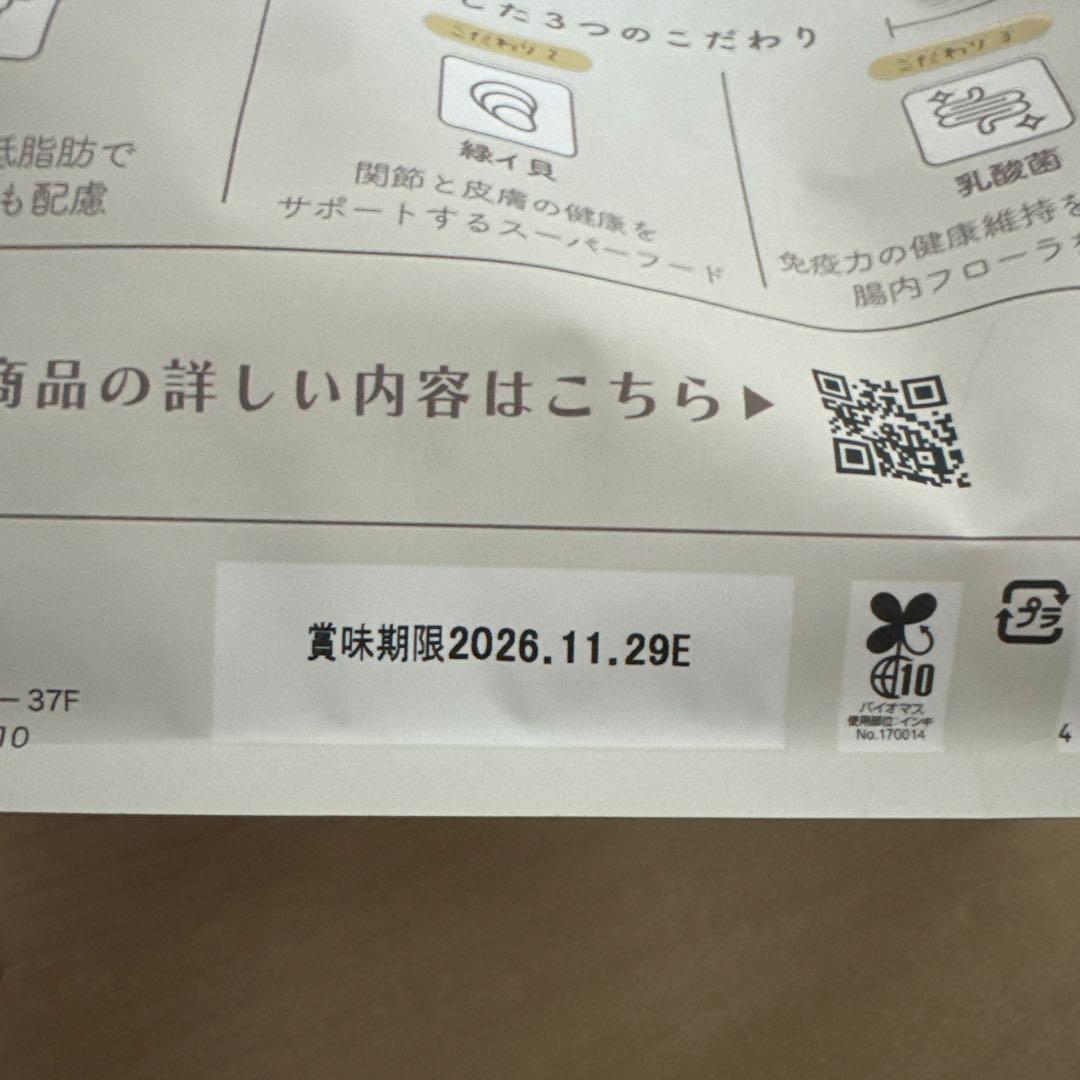 した3つのこだわり
こだわり2
こだわり3
緑イ貝
乳酸菌
低脂肪で
も配慮
関節と皮膚の健康を
サポートするスーパーフード
免疫力の健康維持を
腸内フローラ
商品の詳しい内容はこちら▶
賞味期限2026.11.29E
10
バイオマス
使用部位:インキ
No.170014
プラ
ー37F
10
4